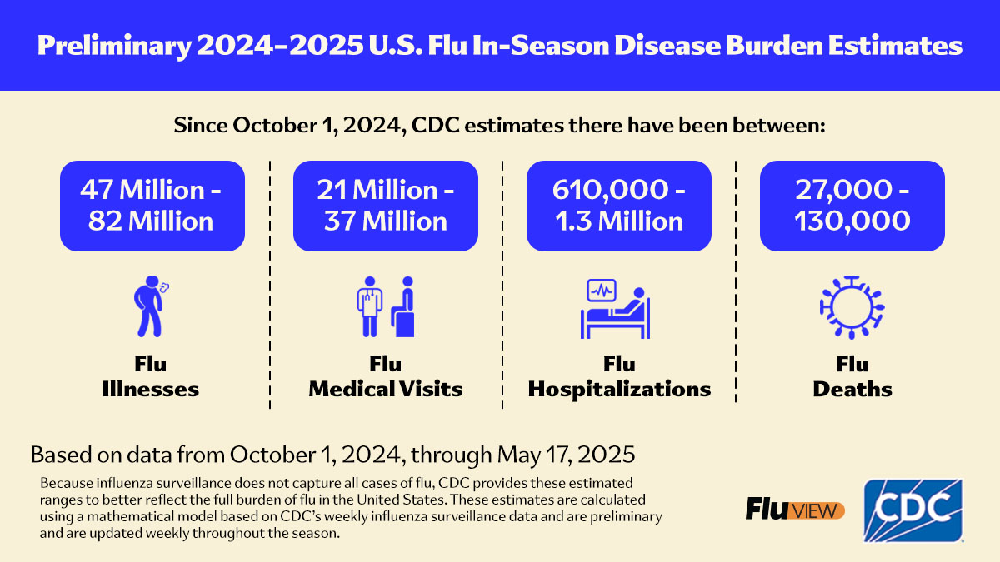 Preliminary 2024–2025 U.S. Flu In-Season Disease Burden Estimates
Since October 1, 2024, CDC estimates there have been between:
47 Million -
82 Million
21 Million -
37 Million
610,000 -
1.3 Million
27,000 -
130,000
Flu
Illnesses
Flu
Medical Visits
Flu
Hospitalizations
Flu
Deaths
Based on data from October 1, 2024, through May 17, 2025
Because influenza surveillance does not capture all cases of flu, CDC provides these estimated
ranges to better reflect the full burden of flu in the United States. These estimates are calculated
using a mathematical model based on CDC's weekly influenza surveillance data and are preliminary
and are updated weekly throughout the season.
FluVIEW
CDC